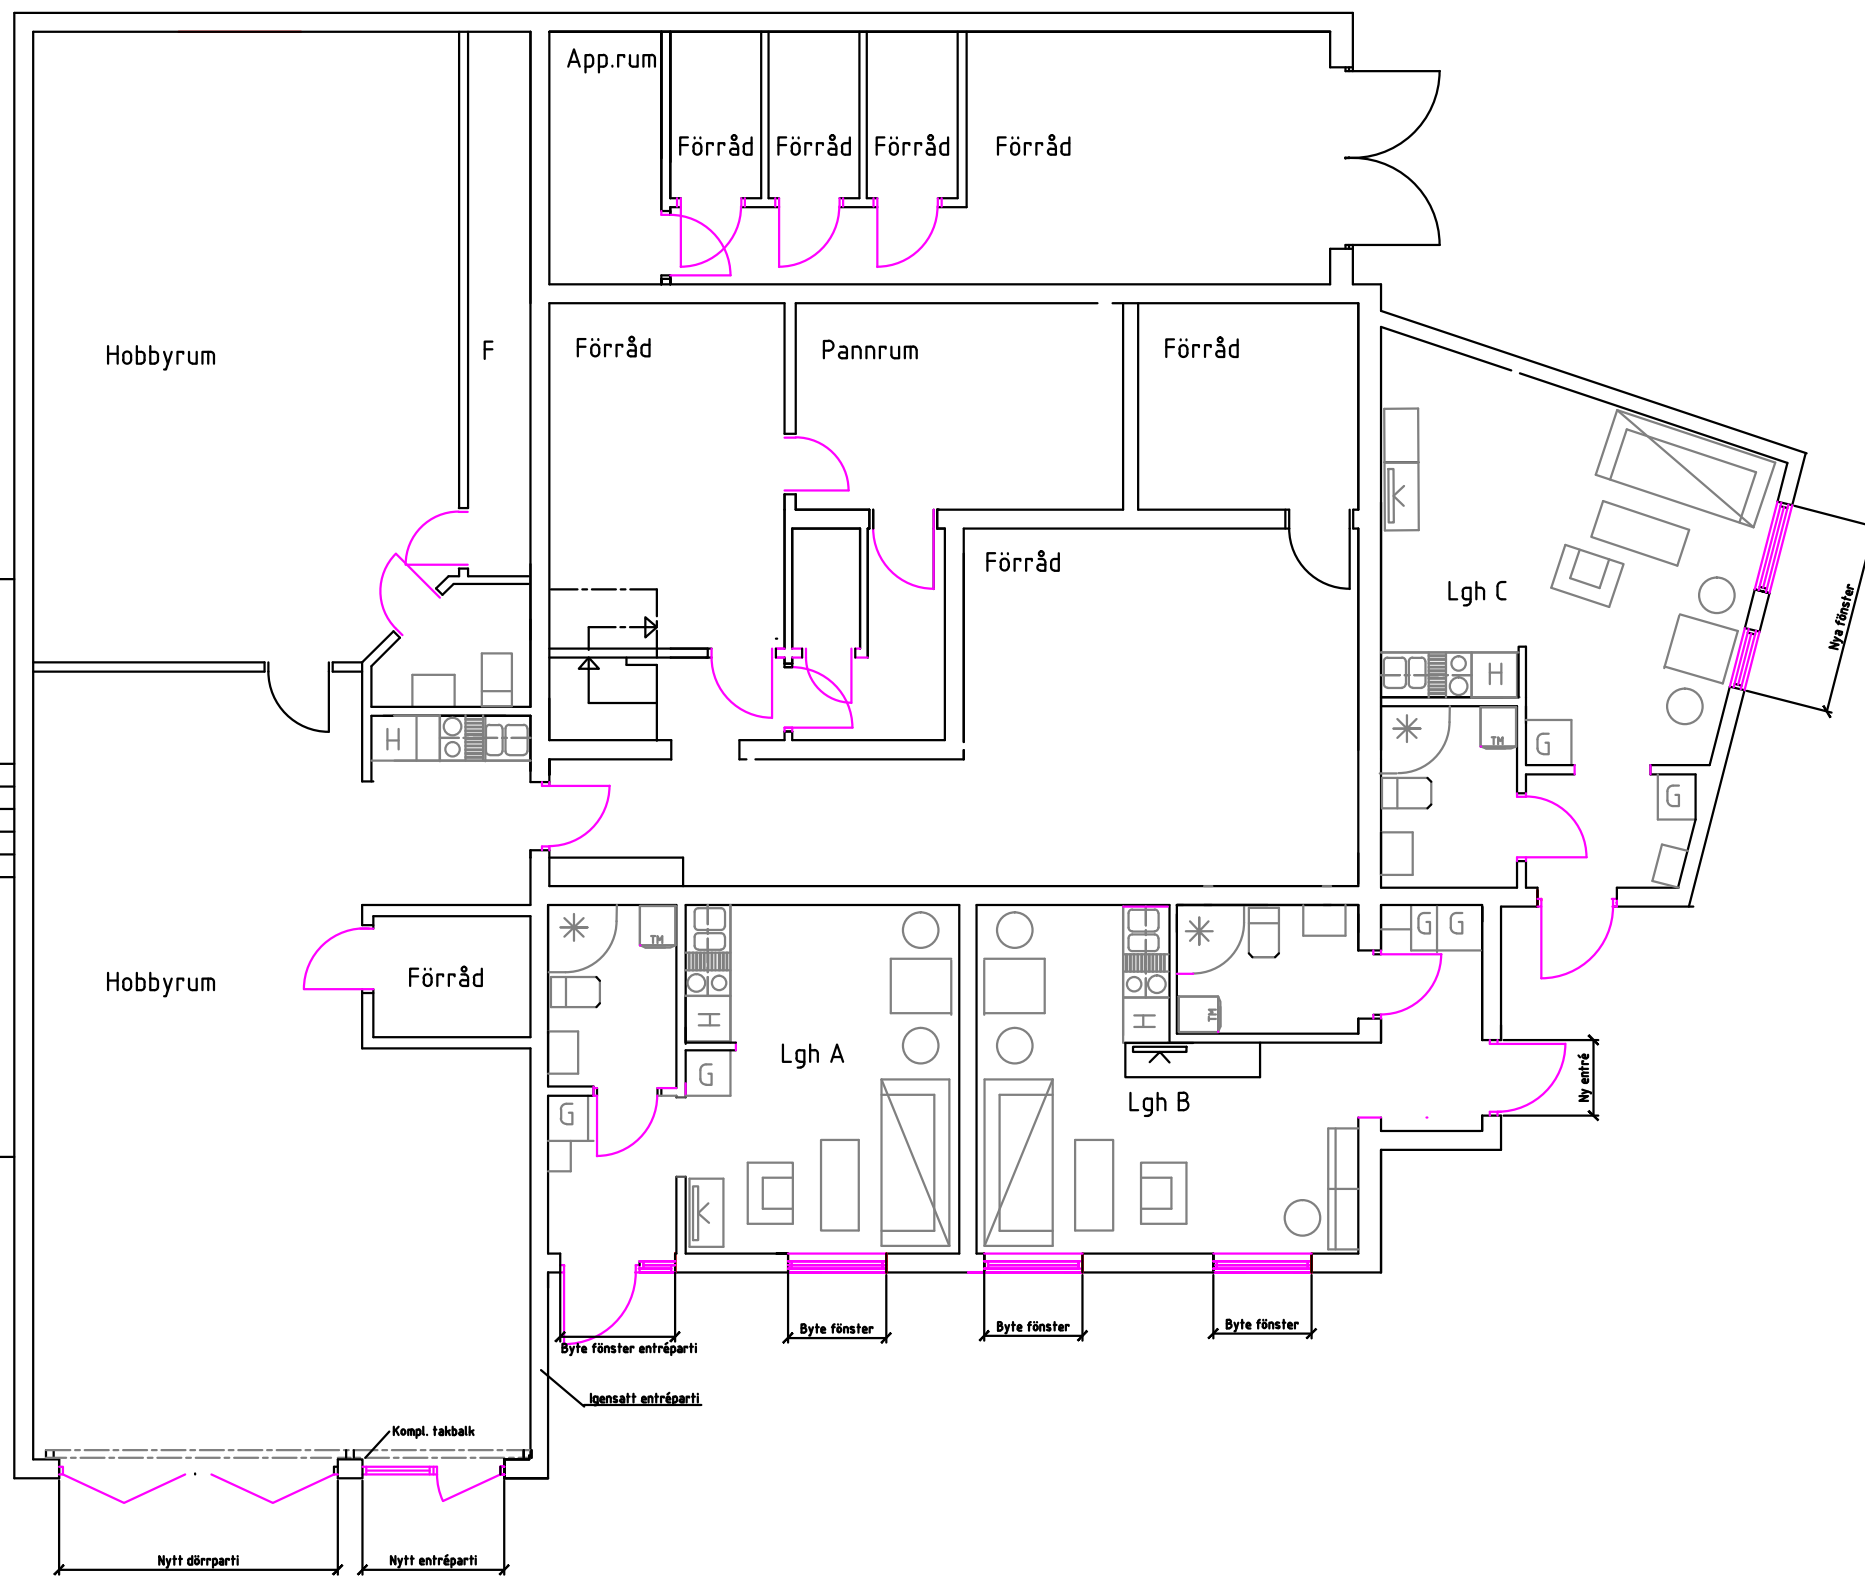 App.rum
Förråd
Förråd
Förråd
Förråd
Hobbyrum
F
Förråd
Pannrum
Förråd
Förråd
Lgh C
Nya fönster
H
H
TM
G
G
Hobbyrum
Förråd
TM
H
G
G
Lgh A
H
TM
G
G
Lgh B
Ny entré
Byte fönster
Byte fönster
Byte fönster
Byte fönster entréparti
Igensatt entréparti
Kompl. takbalk
Nytt dörrparti
Nytt entréparti